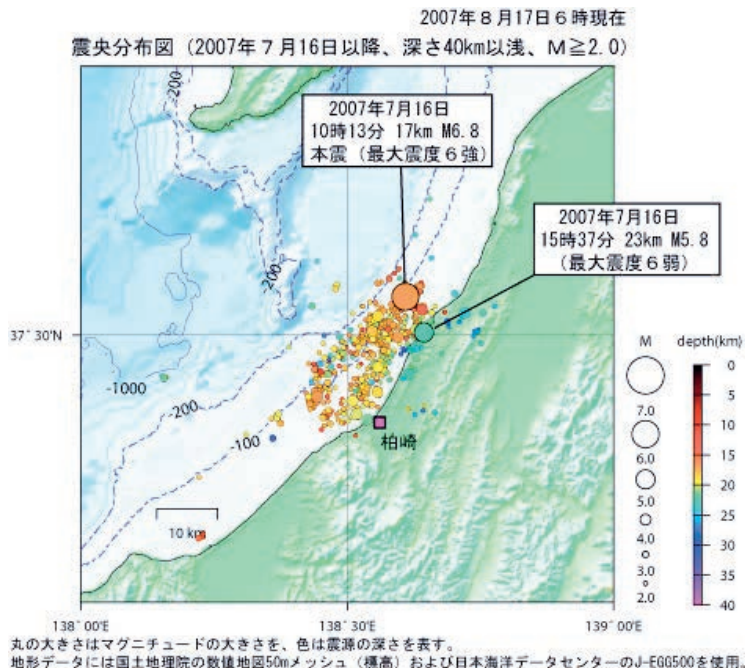 2007年8月17日6時現在
震央分布図（2007年７月16日以降、深さ40km以浅、Ｍ≧2.0）
2007年7月16日
10時13分 17km M6.8
本震（最大震度６強）
2007年7月16日
15時37分 23km M5.8
（最大震度６弱）
-200
-200
-200
-1000
-100
37ﾟ30'N
柏崎
10 km
M
7.0
6.0
5.0
4.0
3.0
2.0
depth(km)
0
5
10
15
20
25
30
35
40
138ﾟ00'E
138ﾟ30'E
139ﾟ00'E
丸の大きさはマグニチュードの大きさを、色は震源の深さを表す。
地形データには国土地理院の数値地図50mメッシュ（標高）および日本海洋データセンターのJ-EGG500を使用。